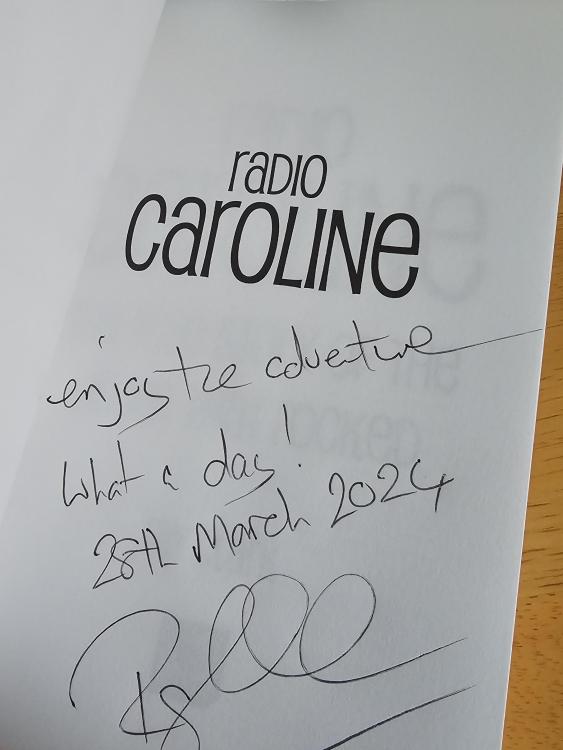 radio
caroline
enjoy the adventure
what a day!
28th March 2024